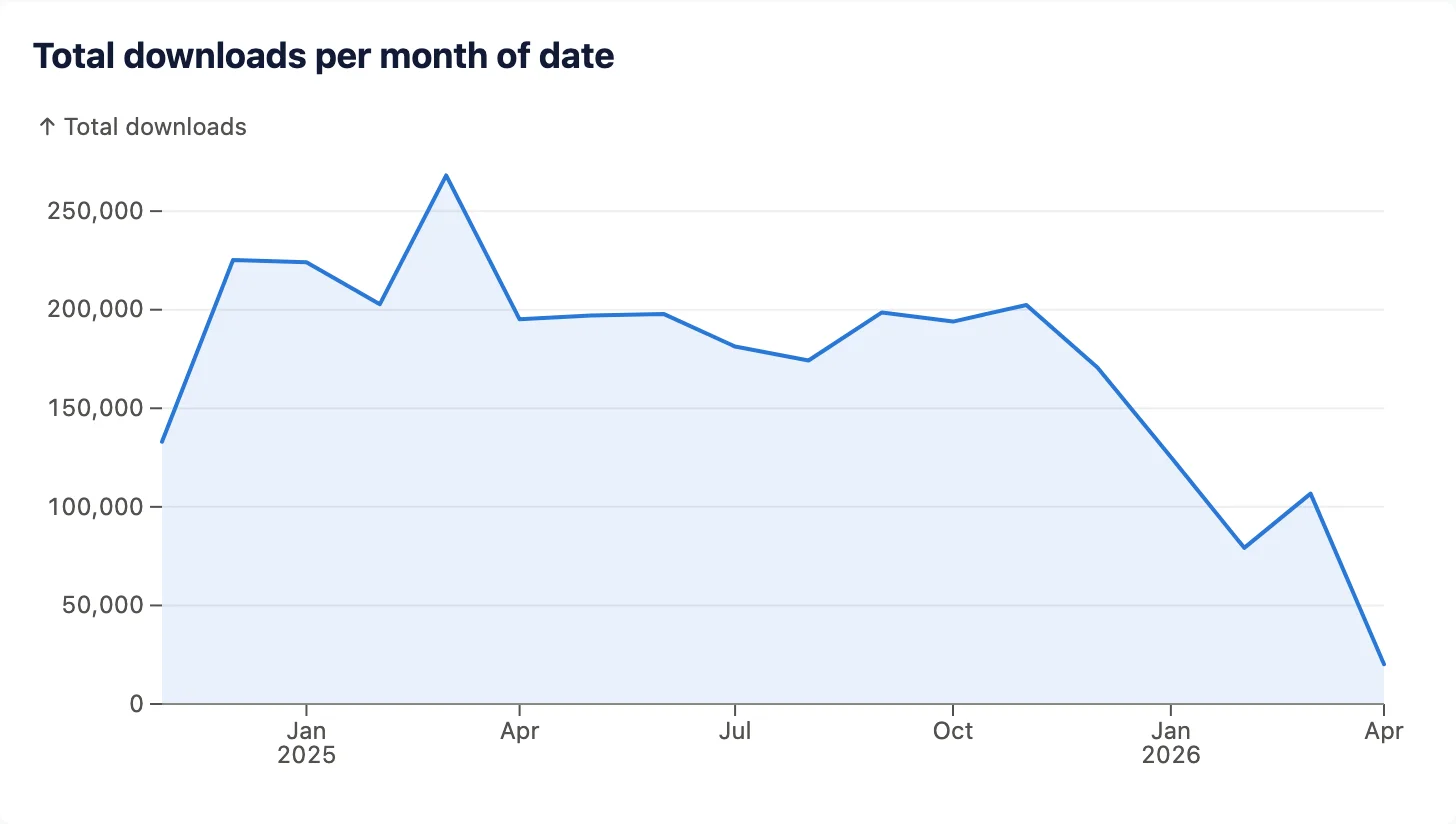 Total downloads per month of date
↑ Total downloads
250,000
200,000
150,000
100,000
50,000
0
Jan Apr Jul Oct Jan Apr
2025 2026